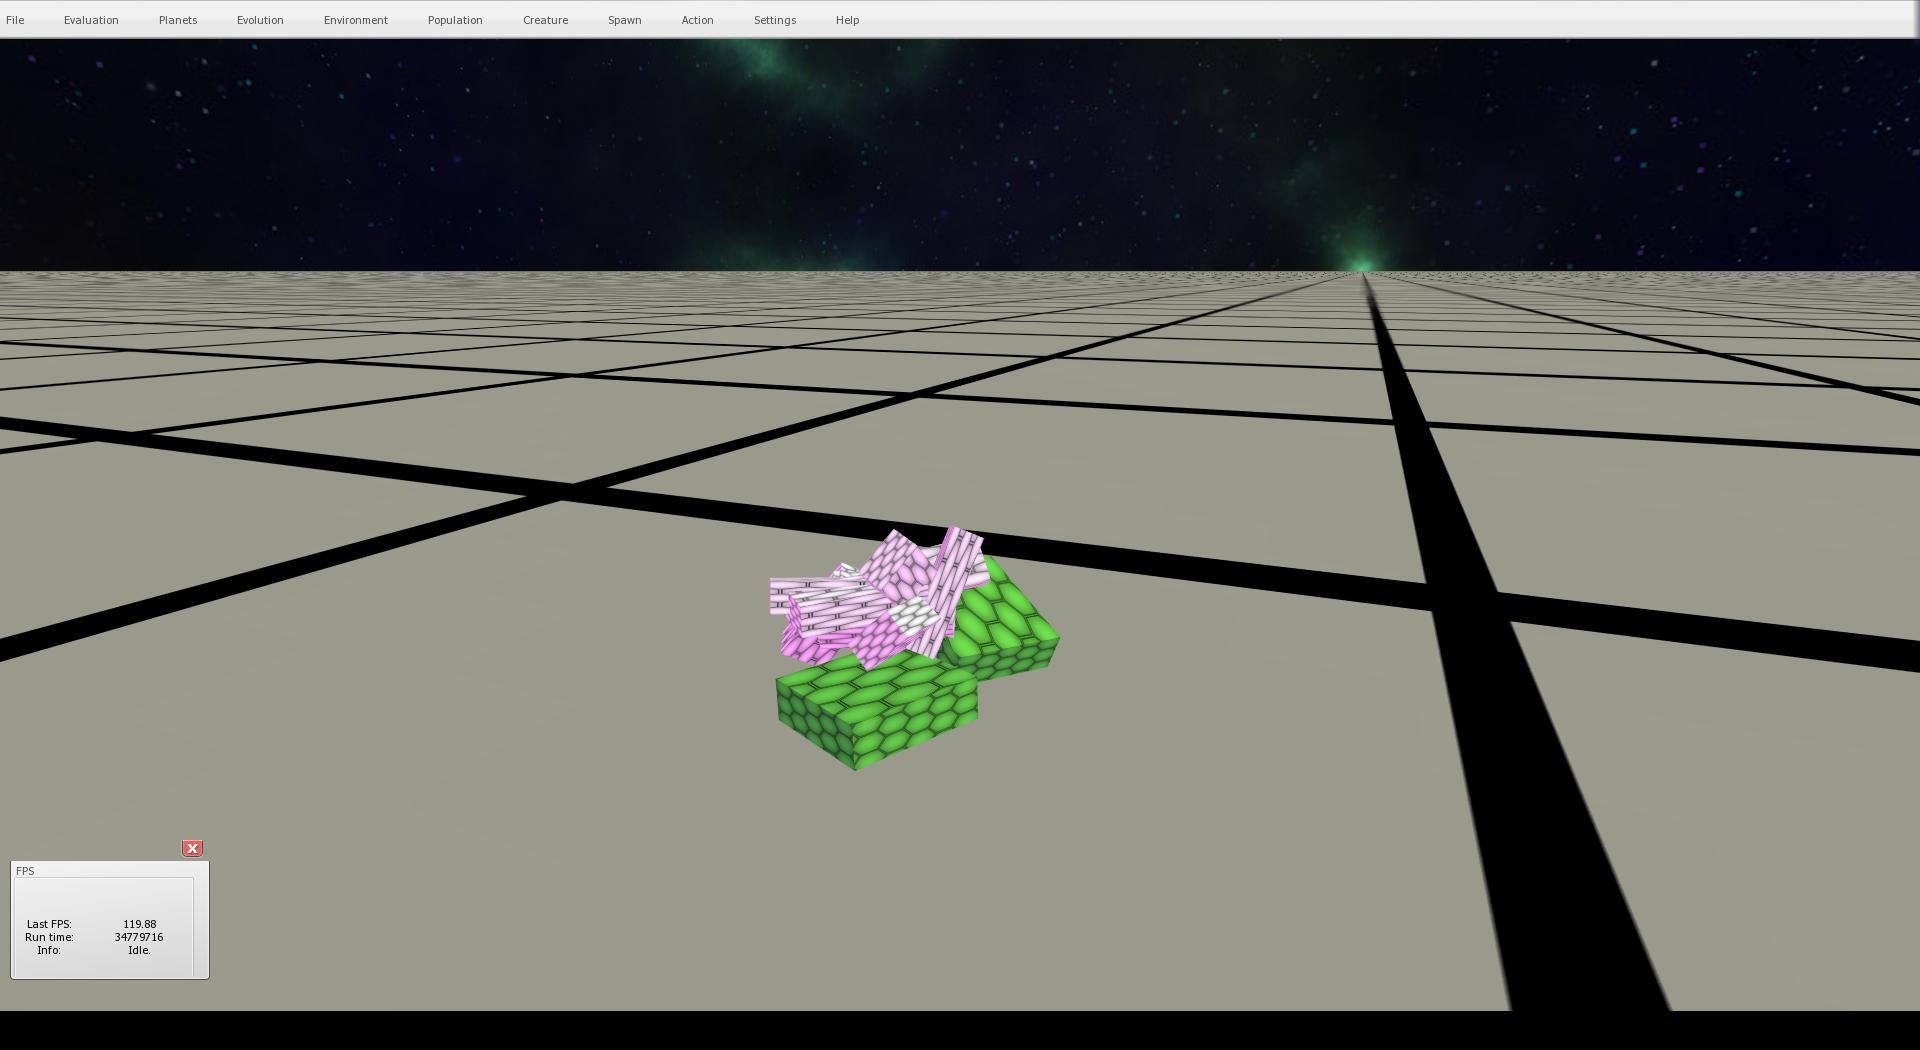 File Evaluation Planets Evolution Environment Population Creature Spawn Action Settings Help
FPS
Last FPS: 119.88
Run time: 34779716
Info: Idle.